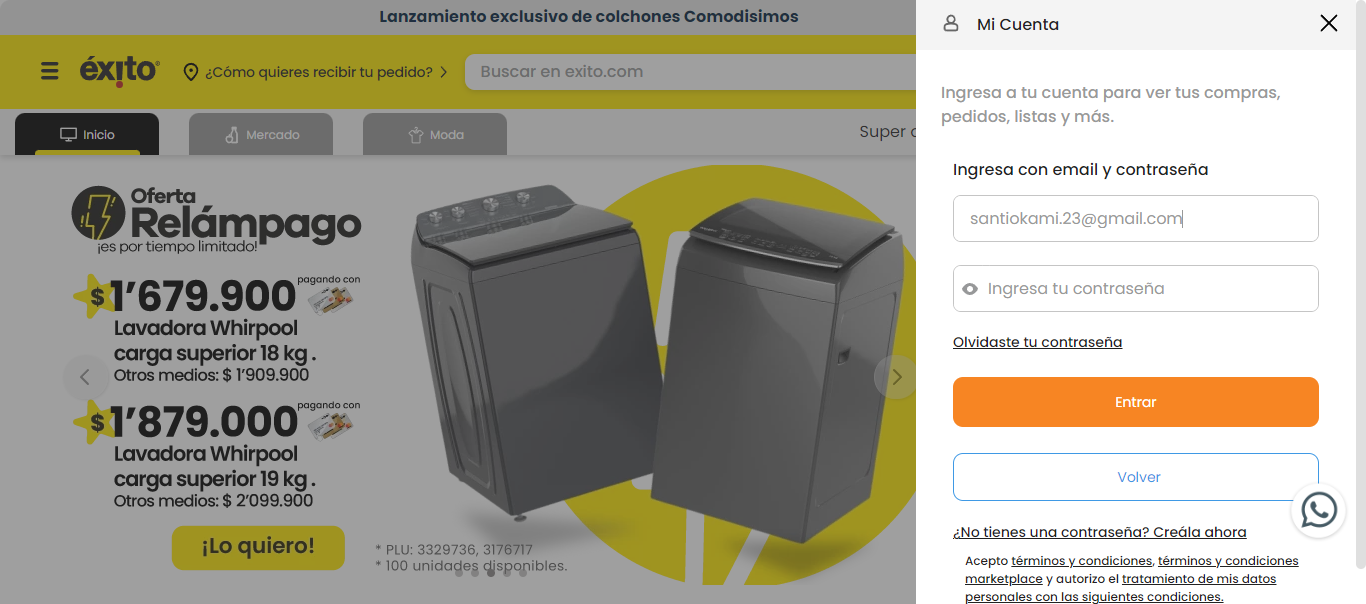 Lanzamiento exclusivo de colchones Comodisimos
éxito
¿Cómo quieres recibir tu pedido?
Buscar en exito.com
Inicio
Mercado
Moda
Super
Oferta
Relámpago
¡es por tiempo limitado!
$ 1'679.900
pagando con
Lavadora Whirpool
carga superior 18 kg .
Otros medios: $ 1'909.900
$ 1'879.000
pagando con
Lavadora Whirpool
carga superior 19 kg .
Otros medios: $ 2'099.900
¡Lo quiero!
* PLU: 3329736, 3176717
* 100 unidades disponibles.
Mi Cuenta
Ingresa a tu cuenta para ver tus compras,
pedidos, listas y más.
Ingresa con email y contraseña
santiokami.23@gmail.com
Ingresa tu contraseña
Olvidaste tu contraseña
Entrar
Volver
¿No tienes una contraseña? Creála ahora
Acepto términos y condiciones, términos y condiciones
marketplace y autorizo el tratamiento de mis datos
personales con las siguientes condiciones.